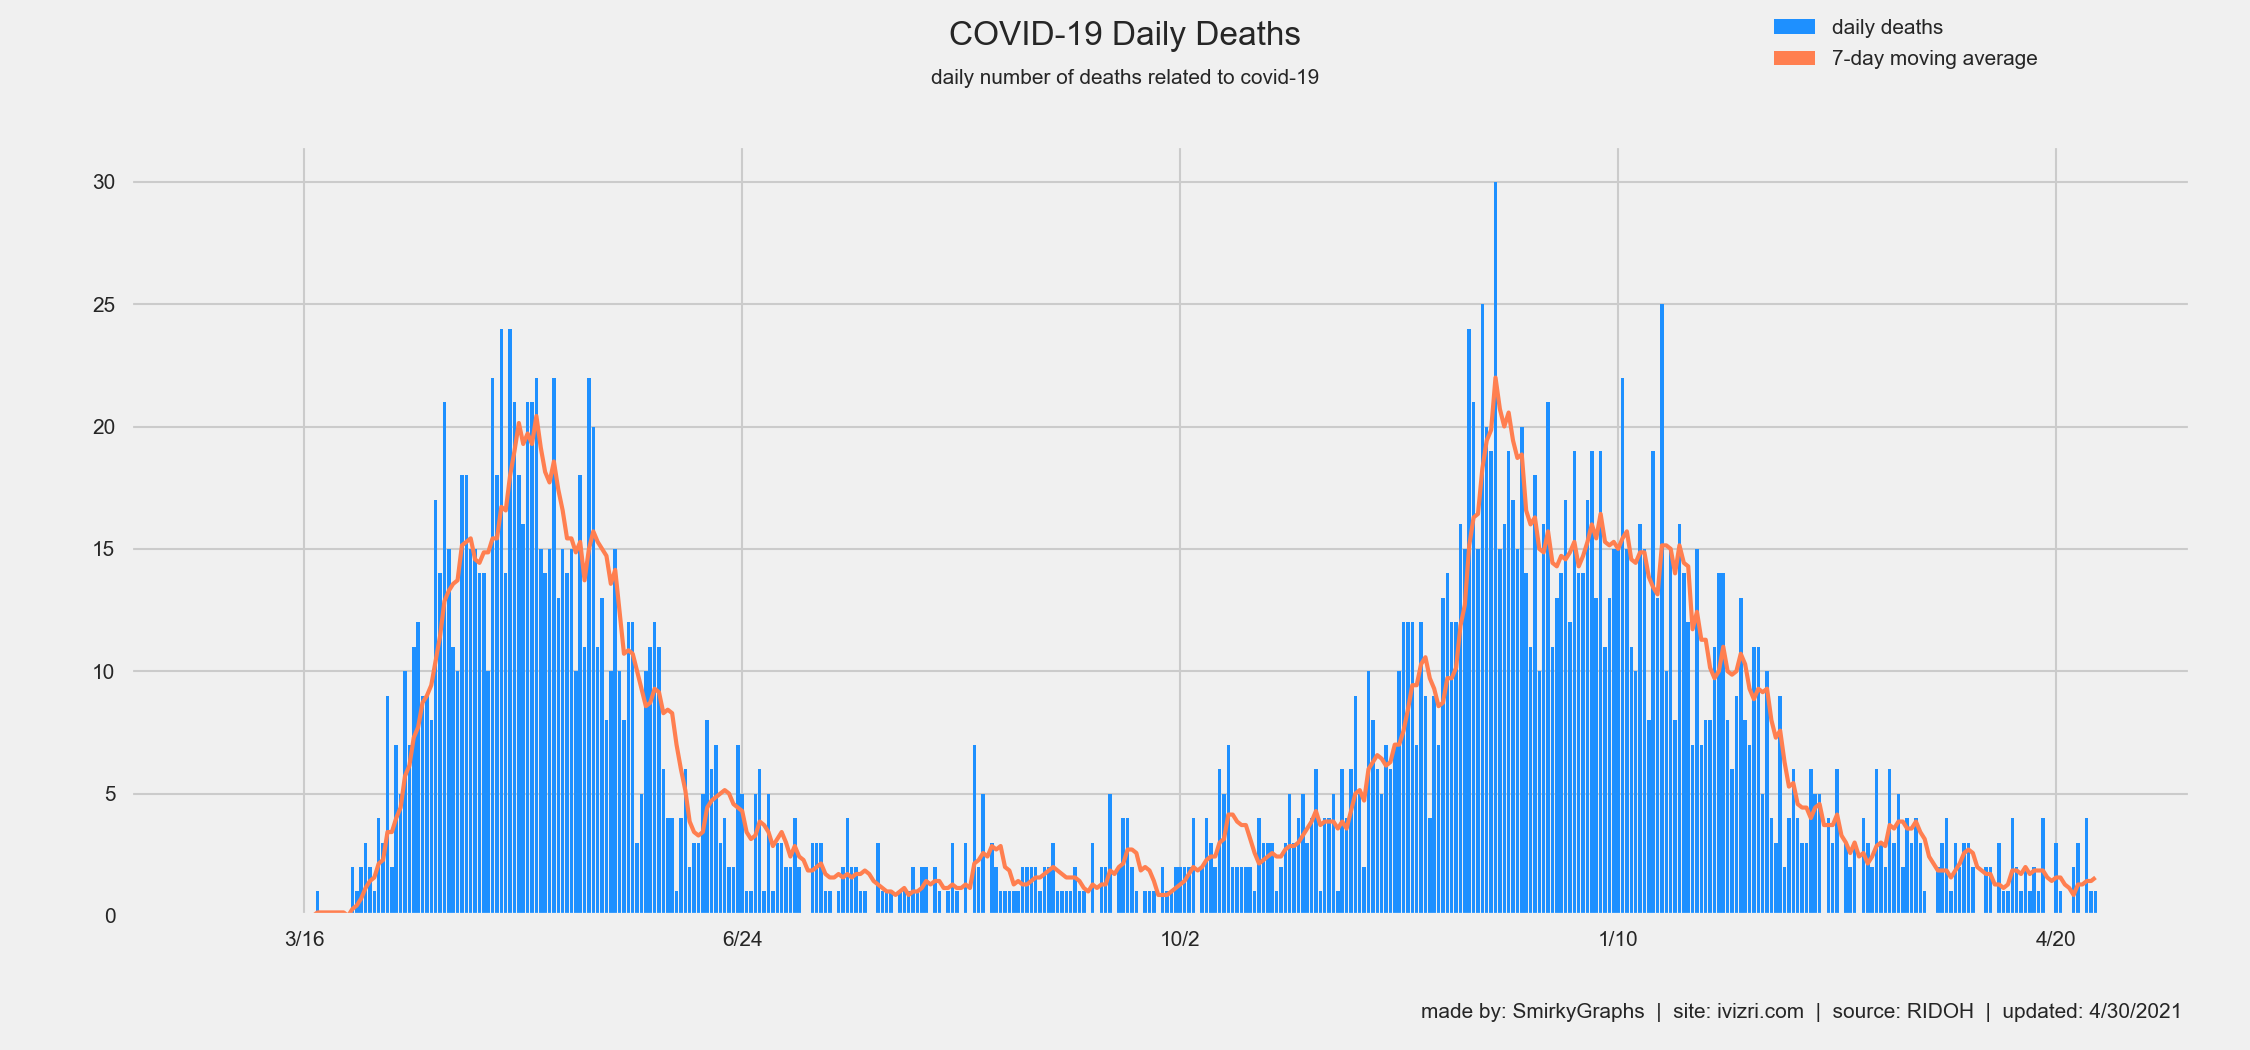 COVID-19 Daily Deaths
daily number of deaths related to covid-19
daily deaths
7-day moving average
30
25
20
15
10
5
0
3/16
6/24
10/2
1/10
4/20
made by: SmirkyGraphs | site: ivizri.com | source: RIDOH | updated: 4/30/2021